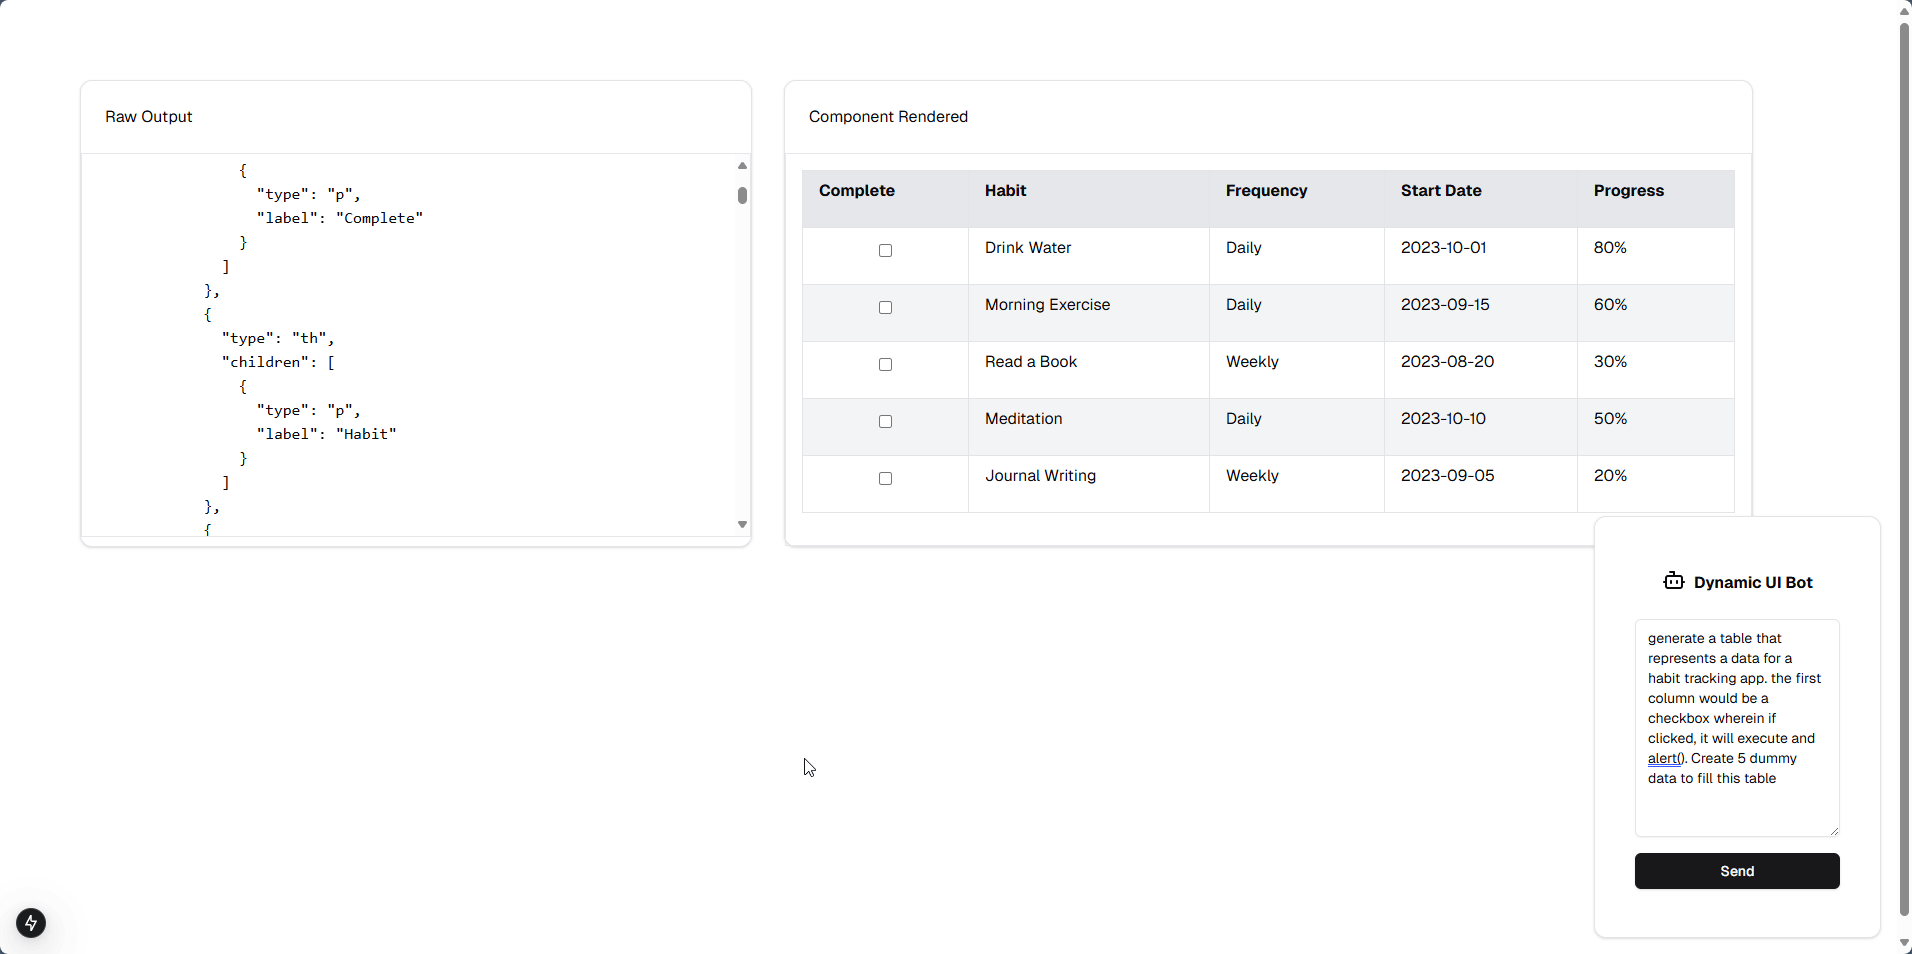 Raw Output
{
"type": "p",
"label": "Complete"
}
]
},
{
"type": "th",
"children": [
{
"type": "p",
"label": "Habit"
}
]
},
{
Component Rendered
Complete Habit Frequency Start Date Progress
Drink Water Daily 2023-10-01 80%
Morning Exercise Daily 2023-09-15 60%
Read a Book Weekly 2023-08-20 30%
Meditation Daily 2023-10-10 50%
Journal Writing Weekly 2023-09-05 20%
Dynamic UI Bot
generate a table that
represents a data for a
habit tracking app. the first
column would be a
checkbox wherein if
clicked, it will execute and
alert(). Create 5 dummy
data to fill this table
Send